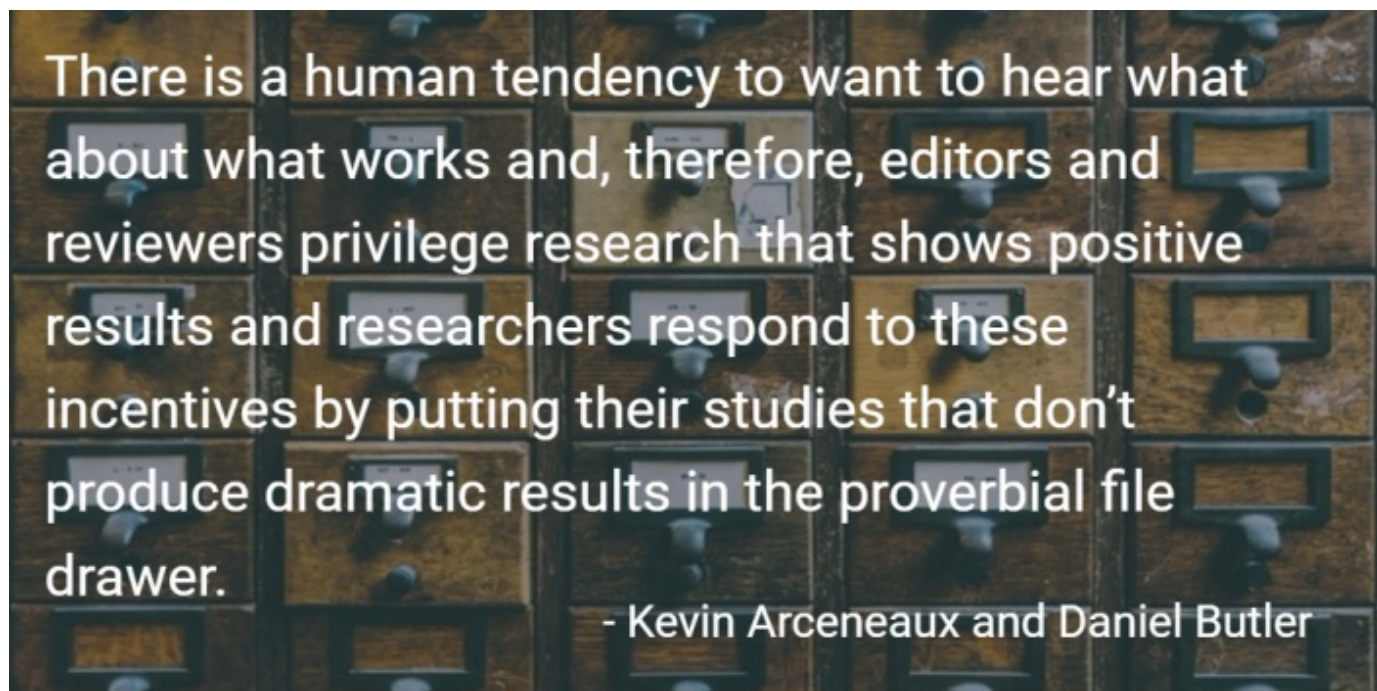 There is a human tendency to want to hear what
about what works and, therefore, editors and
reviewers privilege research that shows positive
results and researchers respond to these
incentives by putting their studies that don’t
produce dramatic results in the proverbial file
drawer.
- Kevin Arceneaux and Daniel Butler